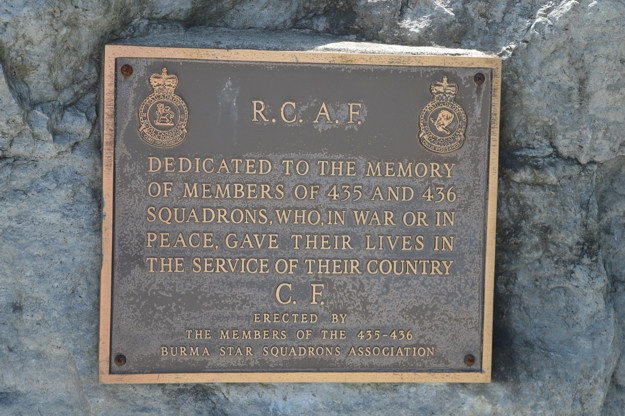 R.C. A.F.
DEDICATED TO THE MEMORY
OF MEMBERS OF 435 AND 436
SQUADRONS, WHO, IN WAR OR IN
PEACE, GAVE THEIR LIVES IN
THE SERVICE OF THEIR COUNTRY
C. F.
ERECTED BY
THE MEMBERS OF THE 435-436
BURMA STAR SQUADRONS ASSOCIATION